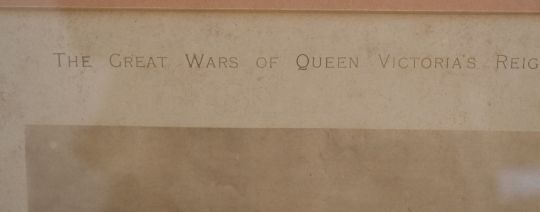 The Great Wars of Queen Victoria's Reig